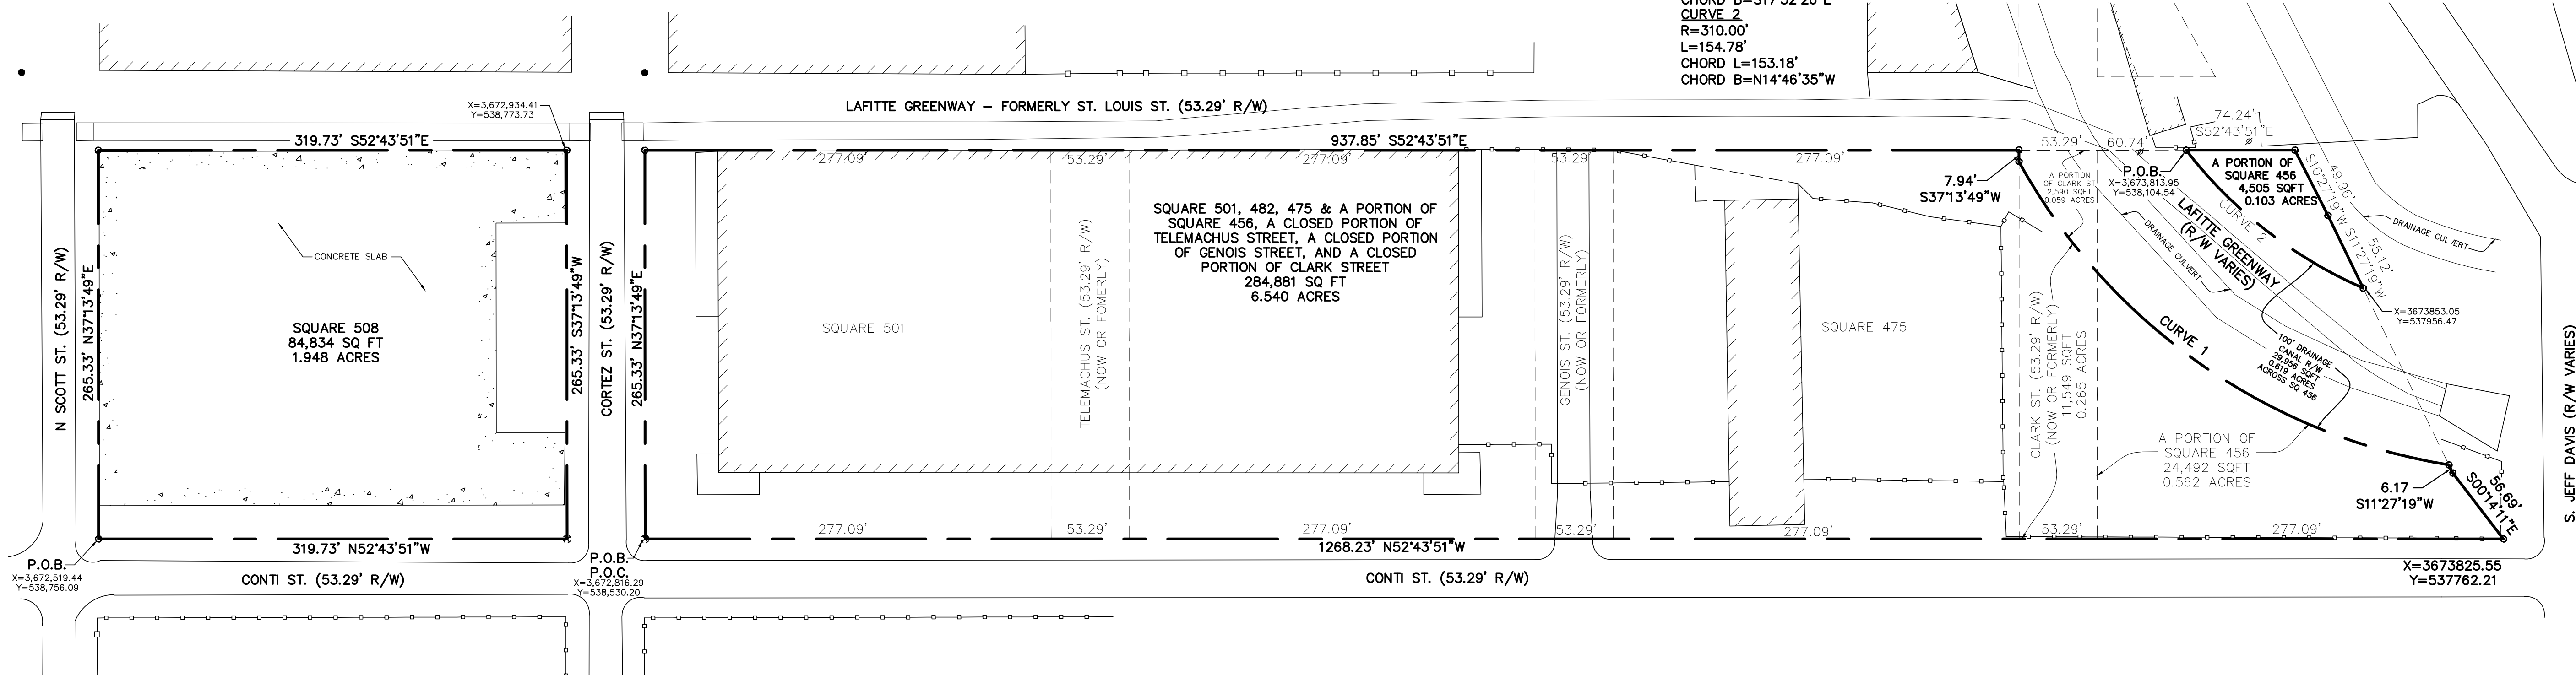 CHORD B=S17°52'26"E
CURVE 2
R=310.00'
L=154.78'
CHORD L=153.18'
CHORD B=N14°46'35"W
X=3,672,934.41
Y=538,773.73
LAFITTE GREENWAY – FORMERLY ST. LOUIS ST. (53.29' R/W)
319.73' S52°43'51"E
937.85' S52°43'51"E
277.09'
53.29'
277.09'
53.29'
277.09'
53.29'
60.74'
74.24'
S52°43'51"E
N SCOTT ST. (53.29' R/W)
265.33' N37°13'49"E
CONCRETE SLAB
SQUARE 508
84,834 SQ FT
1.948 ACRES
265.33' S37°13'49"W
CORTEZ ST. (53.29' R/W)
265.33' N37°13'49"E
SQUARE 501
TELEMACHUS ST. (53.29' R/W)
(NOW OR FOMERLY)
SQUARE 501, 482, 475 & A PORTION OF
SQUARE 456, A CLOSED PORTION OF
TELEMACHUS STREET, A CLOSED PORTION
OF GENOIS STREET, AND A CLOSED
PORTION OF CLARK STREET
284,881 SQ FT
6.540 ACRES
GENOIS ST. (53.29' R/W)
(NOW OR FORMERLY)
SQUARE 475
7.94'
S37°13'49"W
A PORTION
OF CLARK ST
2,590 SQFT
0.059 ACRES
P.O.B.
X=3,673,813.95
Y=538,104.54
A PORTION OF
SQUARE 456
4,505 SQFT
0.103 ACRES
49.96'
S10°27'19"W
55.12'
S11°27'19"W
DRAINAGE CULVERT
CURVE 2
LAFITTE GREENWAY
(R/W VARIES)
DRAINAGE CULVERT
X=3673853.05
Y=537956.47
CURVE 1
100' DRAINAGE
CANAL R/W
29,956 SQFT
0.619 ACRES
ACROSS SQ 456
CLARK ST. (53.29' R/W)
(NOW OR FORMERLY)
11,549 SQFT
0.265 ACRES
A PORTION OF
SQUARE 456
24,492 SQFT
0.562 ACRES
6.17
S11°27'19"W
56.69'
S00°14'11"E
S. JEFF DAVIS (R/W VARIES)
277.09'
53.29'
277.09'
53.29'
277.09'
53.29'
277.09'
319.73' N52°43'51"W
1268.23' N52°43'51"W
P.O.B.
X=3,672,519.44
Y=538,756.09
CONTI ST. (53.29' R/W)
P.O.B.
P.O.C.
X=3,672,816.29
Y=538,530.20
CONTI ST. (53.29' R/W)
X=3673825.55
Y=537762.21